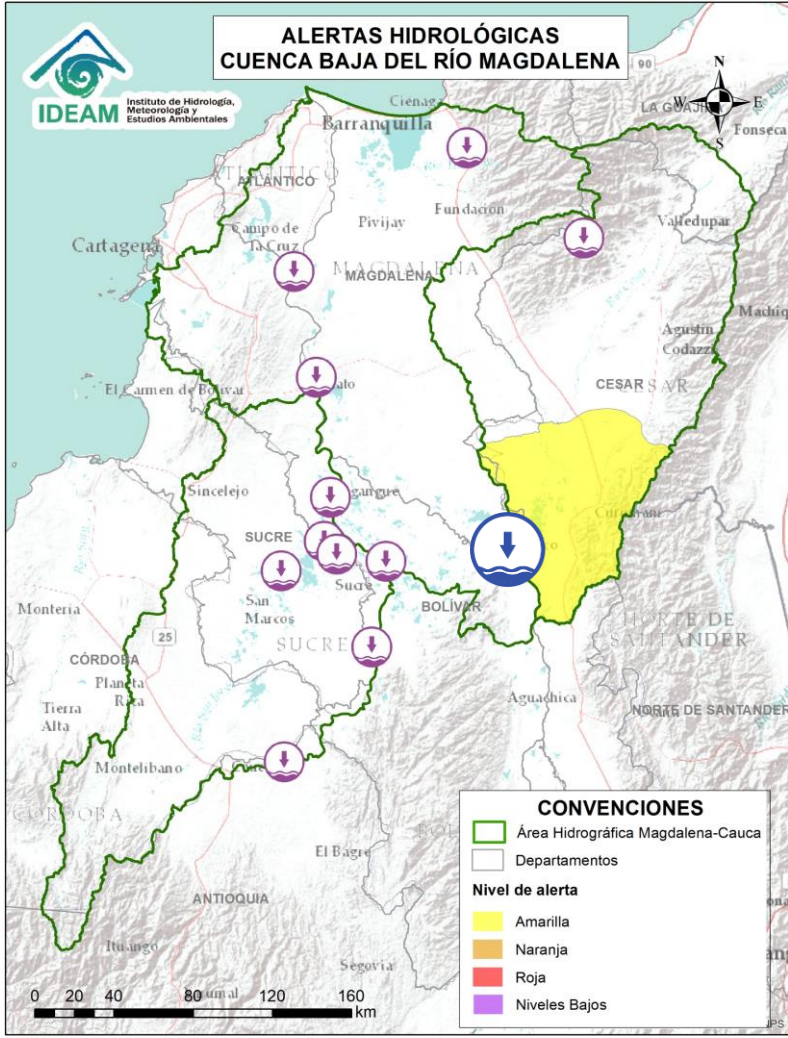 ALERTAS HIDROLÓGICAS
CUENCA BAJA DEL RÍO MAGDALENA
IDEAM
Instituto de Hidrología,
Meteorología y
Estudios Ambientales
N
W
E
S
90
LA GUAJIRA
Fonseca
Ciénaga
Barranquilla
ATLÁNTICO
ATLÁNTICO
Fundación
Pivijay
Valledupar
Campo de
la Cruz
Cartagena
MAGDALENA
MAGDALENA
Agustín
Codazzi
CESAR
CESAR
El Carmen de Bolívar
Sincelejo
SUCRE
Sucre
San
Marcos
SUCRE
BOLÍVAR
Montería
25
CÓRDOBA
Planeta
Rica
Tierra
Alta
NORTE DE
SANTANDER
NORTE DE SANTANDER
Aguachica
Montelibano
CÓRDOBA
El Bagre
ANTIOQUIA
Ituango
Segovia
CONVENCIONES
Área Hidrográfica Magdalena-Cauca
Departamentos
Nivel de alerta
Amarilla
Naranja
Roja
Niveles Bajos
0 20 40 80 120 160
km